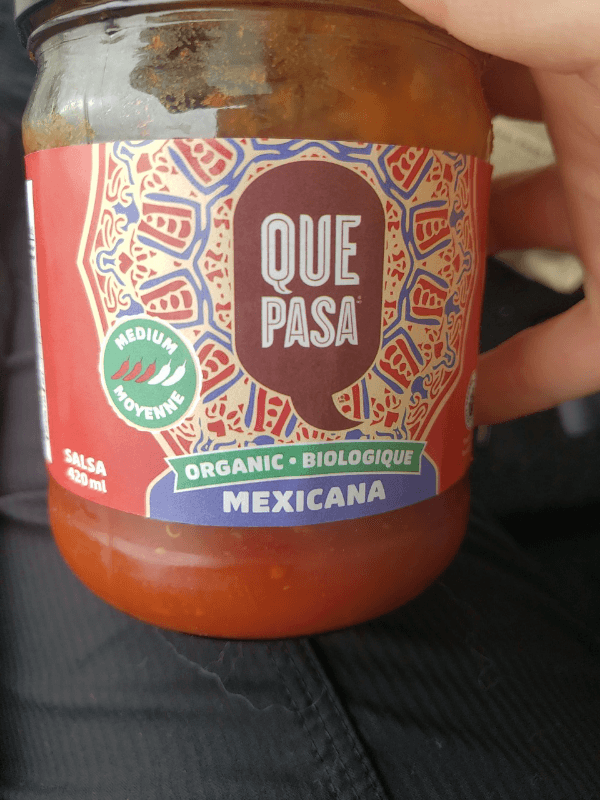 QUE
PASA
MEDIUM
MOYENNE
SALSA
420 ml
ORGANIC • BIOLOGIQUE
MEXICANA